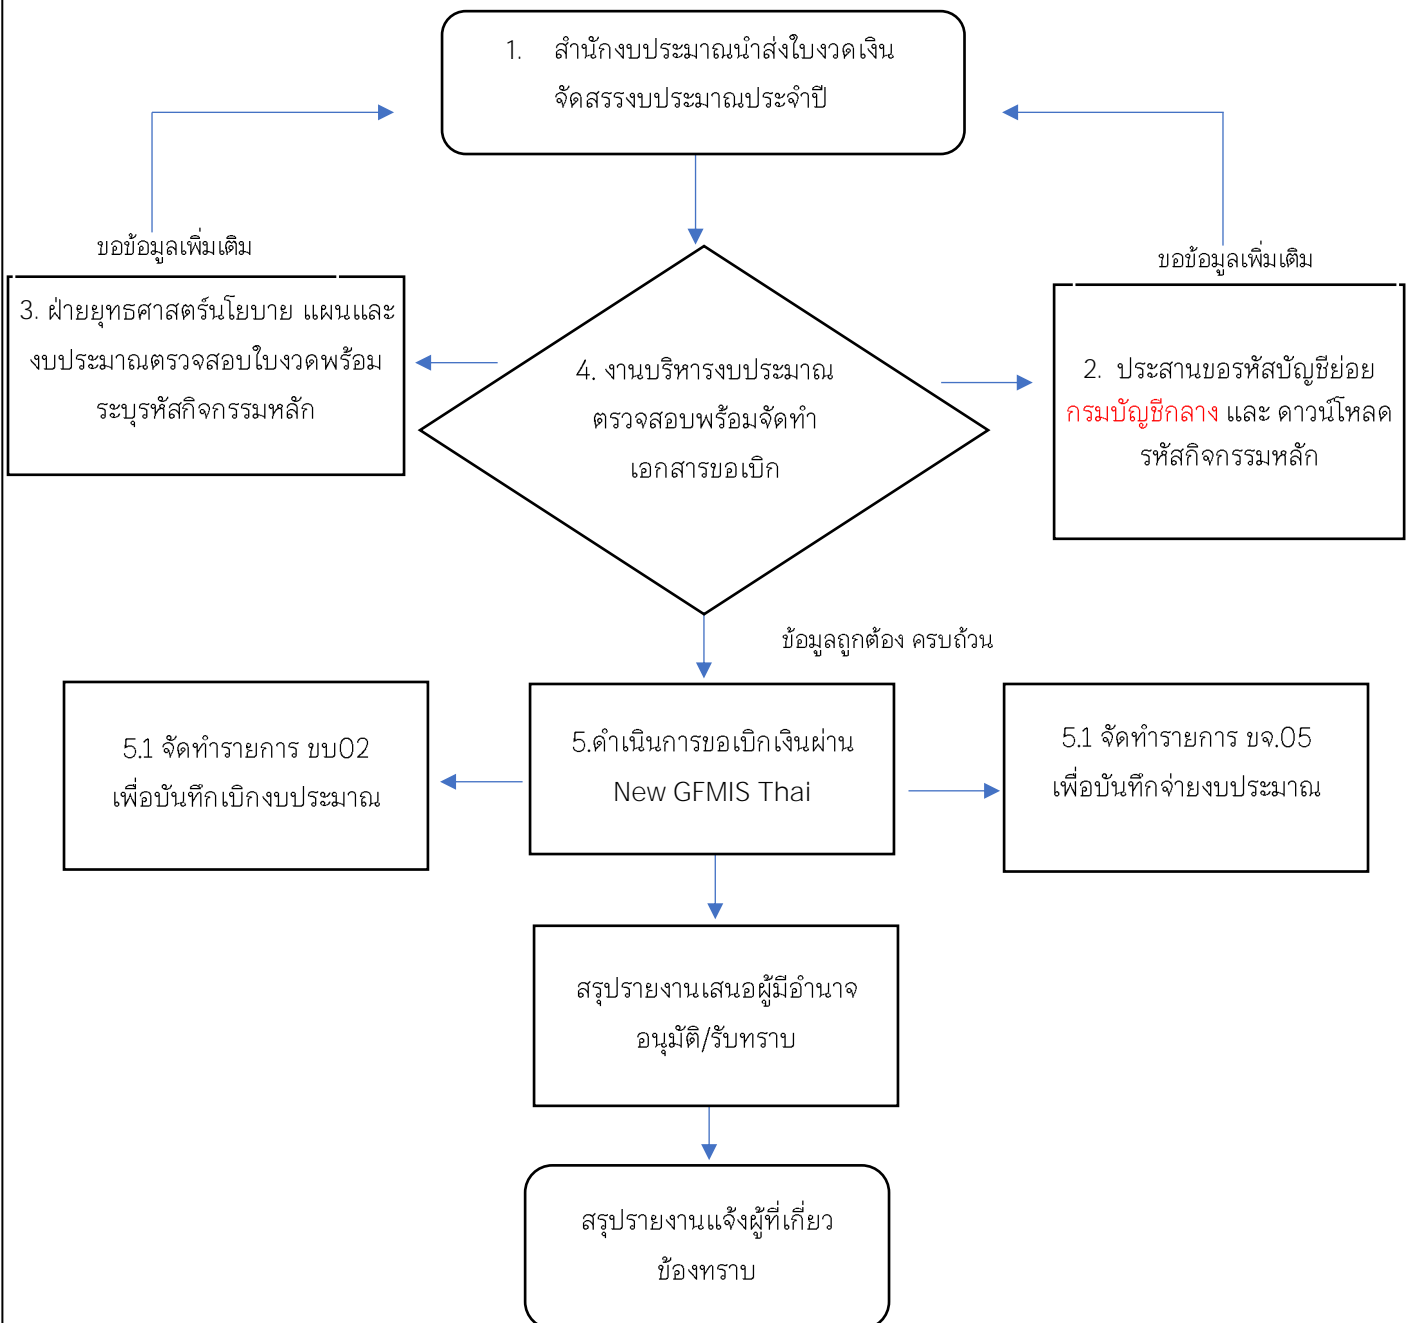 1. สำนักงบประมาณนำส่งใบงวดเงิน
จัดสรรงบประมาณประจำปี
ขอข้อมูลเพิ่มเติม
ขอข้อมูลเพิ่มเติม
3. ฝ่ายยุทธศาสตร์นโยบาย แผนและ
งบประมาณตรวจสอบใบงวดพร้อม
ระบุรหัสกิจกรรมหลัก
4. งานบริหารงบประมาณ
ตรวจสอบพร้อมจัดทำ
เอกสารขอเบิก
2. ประสานขอรหัสบัญชีย่อย
กรมบัญชีกลาง และ ดาวน์โหลด
รหัสกิจกรรมหลัก
ข้อมูลถูกต้อง ครบถ้วน
5.1 จัดทำรายการ ขบ02
เพื่อบันทึกเบิกงบประมาณ
5.ดำเนินการขอเบิกเงินผ่าน
New GFMIS Thai
5.1 จัดทำรายการ ขจ.05
เพื่อบันทึกจ่ายงบประมาณ
สรุปรายงานเสนอผู้มีอำนาจ
อนุมัติ/รับทราบ
สรุปรายงานแจ้งผู้ที่เกี่ยว
ข้องทราบ